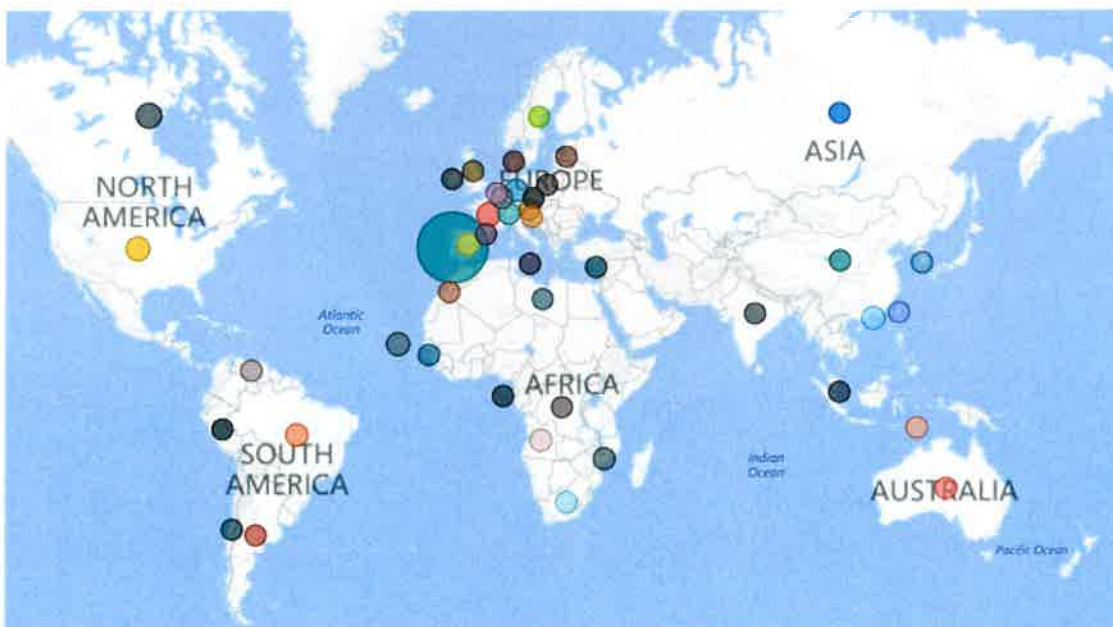 NORTH
AMERICA
EUROPE
ASIA
Atlantic
Ocean
AFRICA
SOUTH
AMERICA
Indian
Ocean
AUSTRALIA
Pacific Ocean